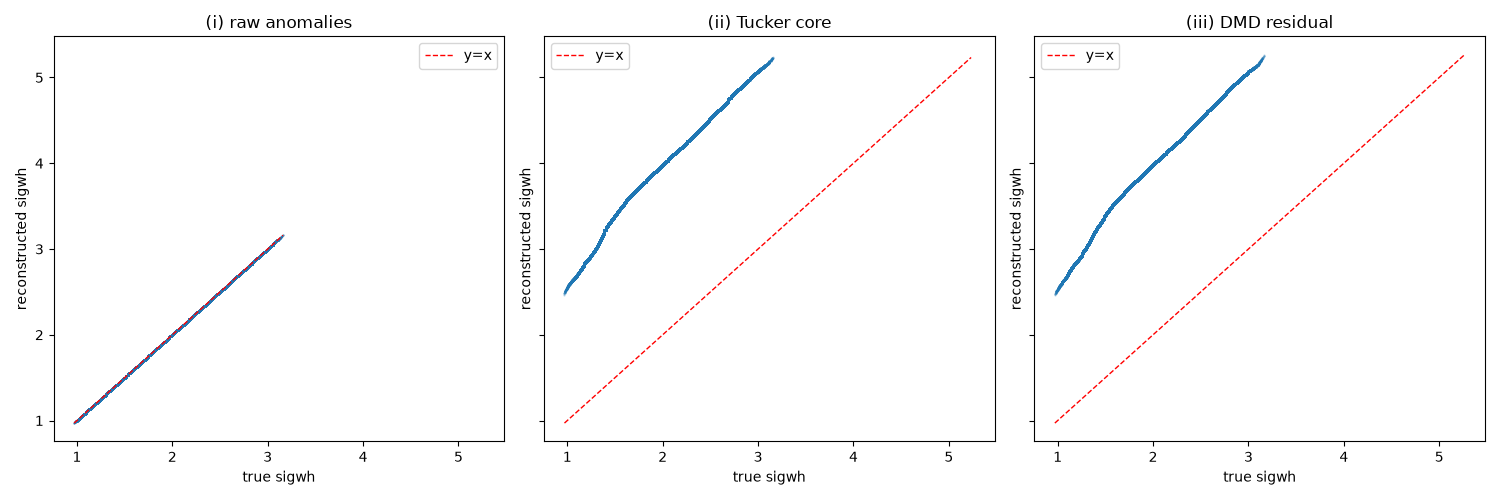 (i) raw anomalies
y=x
reconstructed sigwh
5
4
3
2
1
1 2 3 4 5
true sigwh
(ii) Tucker core
y=x
reconstructed sigwh
1 2 3 4 5
true sigwh
(iii) DMD residual
y=x
reconstructed sigwh
1 2 3 4 5
true sigwh